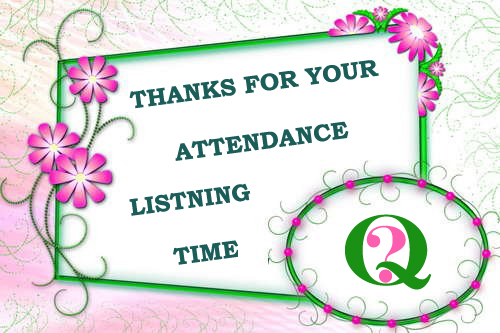 THANKS FOR YOUR
ATTENDANCE
LISTNING
TIME
Q?